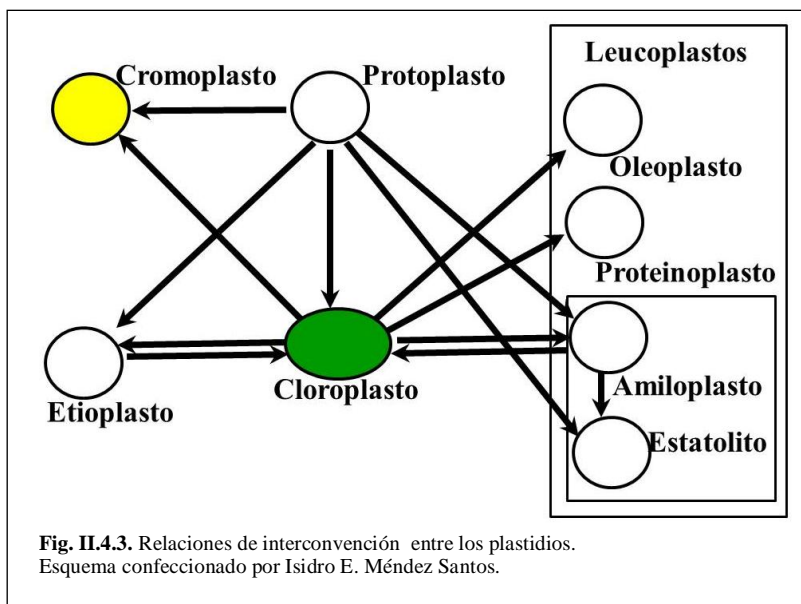 Leucoplastos
Cromoplasto
Protoplasto
Oleoplasto
Proteinoplasto
Amiloplasto
Cloroplasto
Etioplasto
Estatolito
Fig. II.4.3. Relaciones de interconvención entre los plastidios.
Esquema confeccionado por Isidro E. Méndez Santos.